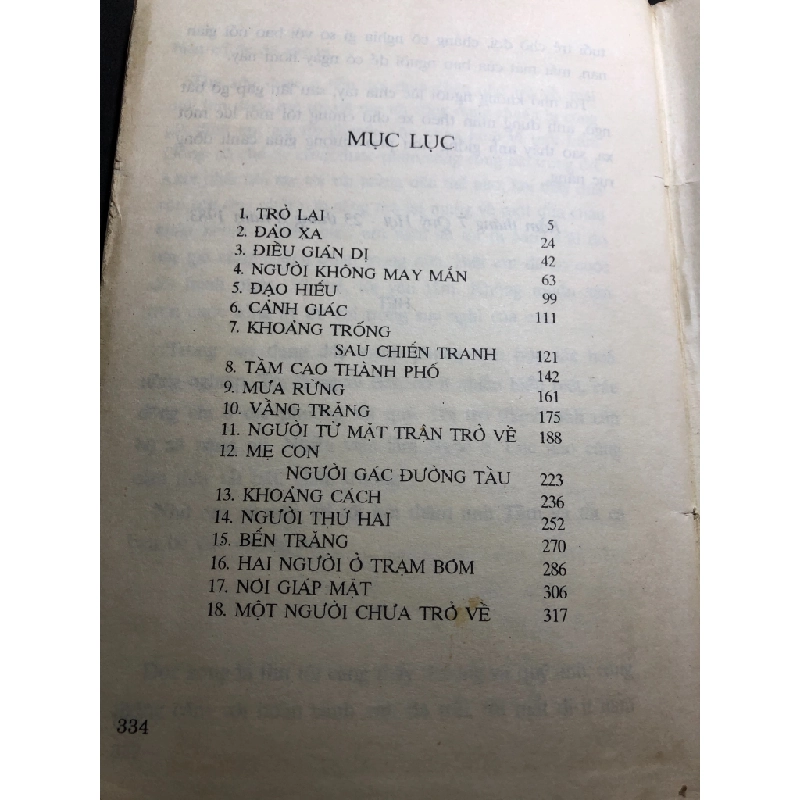 MỤC LỤC
1. TRỞ LẠI 5
2. ĐẢO XA 24
3. ĐIỀU GIẢN DỊ 42
4. NGƯỜI KHÔNG MAY MẮN 63
5. ĐẠO HIẾU 99
6. CẢNH GIÁC 111
7. KHOẢNG TRỐNG
SAU CHIẾN TRANH 121
8. TẦM CAO THÀNH PHỐ 142
9. MƯA RỪNG 161
10. VẦNG TRĂNG 175
11. NGƯỜI TỪ MẶT TRẬN TRỞ VỀ 188
12. MẸ CON
NGƯỜI GÁC ĐƯỜNG TẦU 223
13. KHOẢNG CÁCH 236
14. NGƯỜI THỨ HAI 252
15. BẾN TRĂNG 270
16. HAI NGƯỜI Ở TRẠM BƠM 286
17. NƠI GIÁP MẶT 306
18. MỘT NGƯỜI CHƯA TRỞ VỀ 317
334